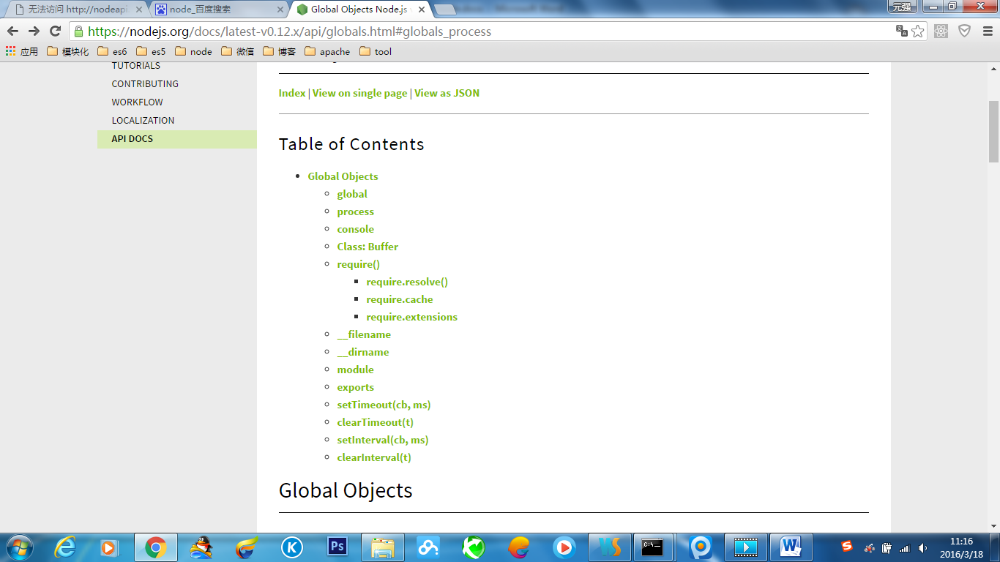 无法访问 http://nodeapi
node_百度搜索
Global Objects Node.js
元强
https://nodejs.org/docs/latest-v0.12.x/api/globals.html#globals_process
应用 模块化 es6 es5 node 微信 博客 apache tool
TUTORIALS
CONTRIBUTING
WORKFLOW
LOCALIZATION
API DOCS
Index | View on single page | View as JSON
Table of Contents
Global Objects
global
process
console
Class: Buffer
require()
require.resolve()
require.cache
require.extensions
__filename
__dirname
module
exports
setTimeout(cb, ms)
clearTimeout(t)
setInterval(cb, ms)
clearInterval(t)
Global Objects
11:16
2016/3/18